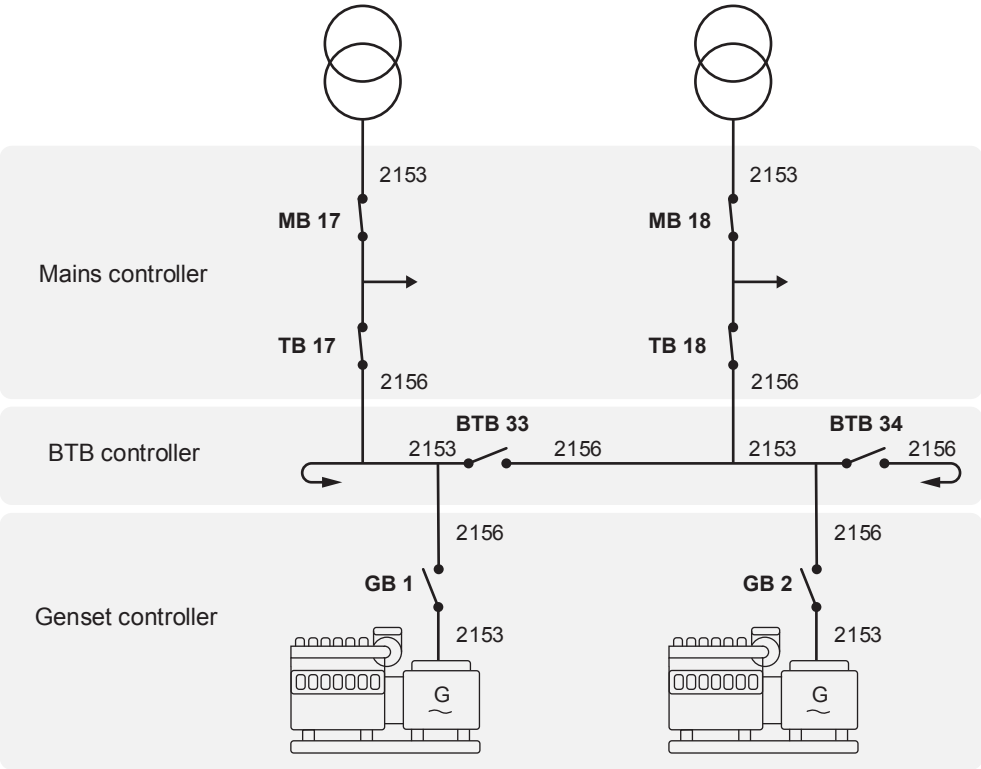 2153 2153
MB 17 MB 18
Mains controller
TB 17 TB 18
2156 2156
BTB 33 BTB 34
BTB controller 2153 2156 2153 2156
2156 2156
GB 1 GB 2
Genset controller 2153 2153
G G